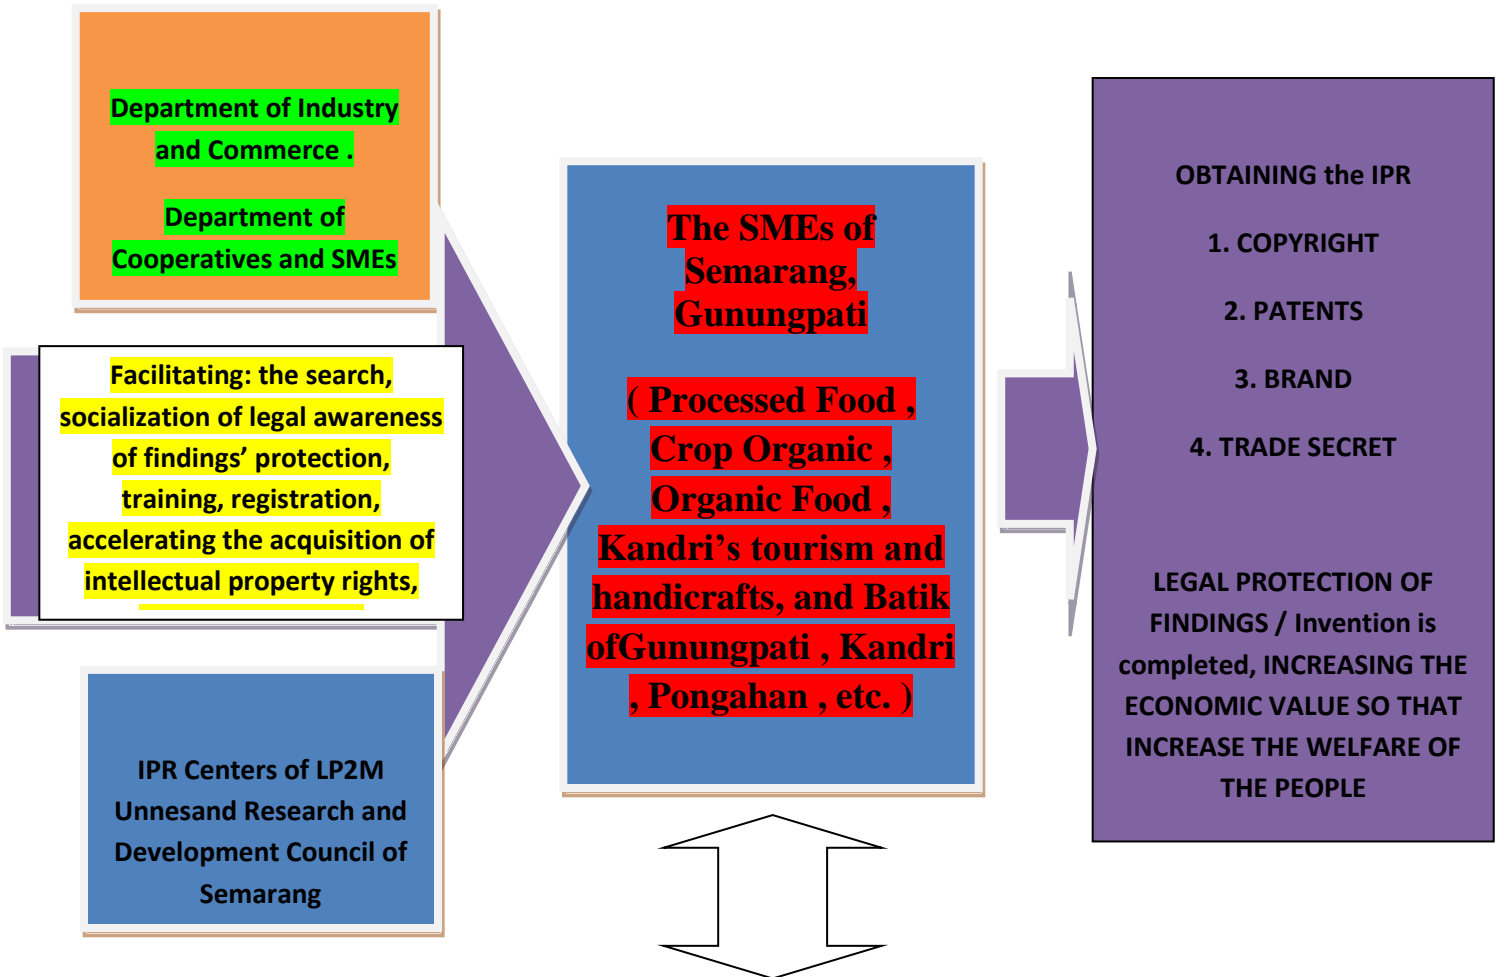 Department of Industry
and Commerce .
Department of
Cooperatives and SMEs
Facilitating: the search,
socialization of legal awareness
of findings’ protection,
training, registration,
accelerating the acquisition of
intellectual property rights,
IPR Centers of LP2M
Unnesand Research and
Development Council of
Semarang
The SMEs of
Semarang,
Gunungpati
( Processed Food ,
Crop Organic ,
Organic Food ,
Kandri’s tourism and
handicrafts, and Batik
ofGunungpati , Kandri
, Pongahan , etc. )
OBTAINING the IPR
1. COPYRIGHT
2. PATENTS
3. BRAND
4. TRADE SECRET
LEGAL PROTECTION OF
FINDINGS / Invention is
completed, INCREASING THE
ECONOMIC VALUE SO THAT
INCREASE THE WELFARE OF
THE PEOPLE